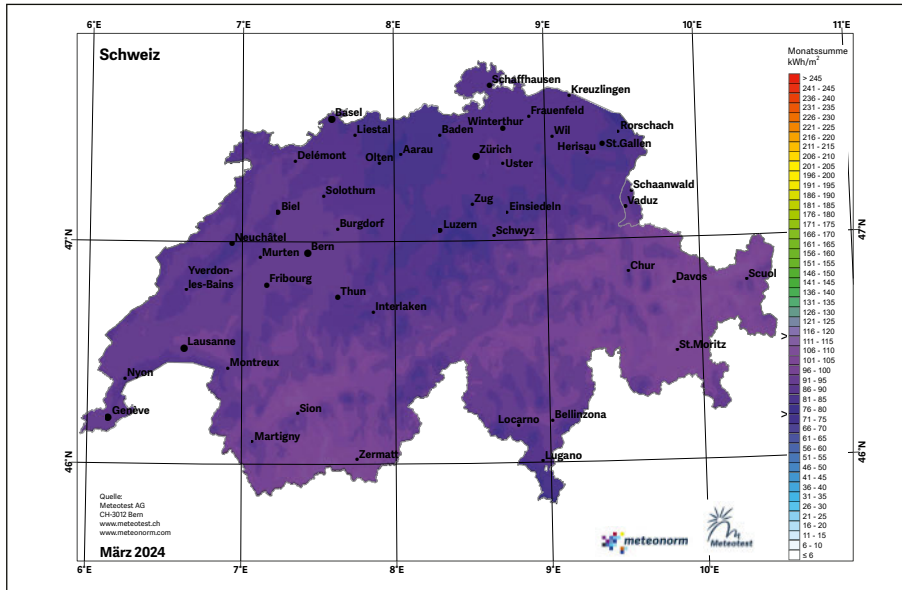 6°E
7°E
8°E
9°E
10°E
11°E
Schweiz
Monatssumme
kWh/m²
> 245
241 - 245
236 - 240
231 - 235
226 - 230
221 - 225
216 - 220
211 - 215
206 - 210
201 - 205
196 - 200
191 - 195
186 - 190
181 - 185
176 - 180
171 - 175
166 - 170
161 - 165
156 - 160
151 - 155
146 - 150
141 - 145
136 - 140
131 - 135
126 - 130
121 - 125
116 - 120
111 - 115
106 - 110
101 - 105
96 - 100
91 - 95
86 - 90
81 - 85
76 - 80
71 - 75
66 - 70
61 - 65
56 - 60
51 - 55
46 - 50
41 - 45
36 - 40
31 - 35
26 - 30
21 - 25
16 - 20
11 - 15
6 - 10
≤ 6
>
>
Schaffhausen
Kreuzlingen
Basel
Frauenfeld
Liestal
Baden
Winterthur
Wil
Rorschach
Delémont
Olten
Aarau
Zürich
Herisau
St.Gallen
Uster
Solothurn
Schaanwald
Biel
Zug
Einsiedeln
Vaduz
Burgdorf
Luzern
Schwyz
47°N
47°N
Neuchâtel
Murten
Bern
Yverdon-
les-Bains
Fribourg
Thun
Interlaken
Chur
Davos
Scuol
Lausanne
Montreux
St.Moritz
Nyon
Genève
Sion
Locarno
Bellinzona
Martigny
Zermatt
Lugano
46°N
46°N
Quelle:
Meteotest AG
CH-3012 Bern
www.meteotest.ch
www.meteonorm.com
März 2024
meteonorm
Meteotest
6°E
7°E
8°E
9°E
10°E